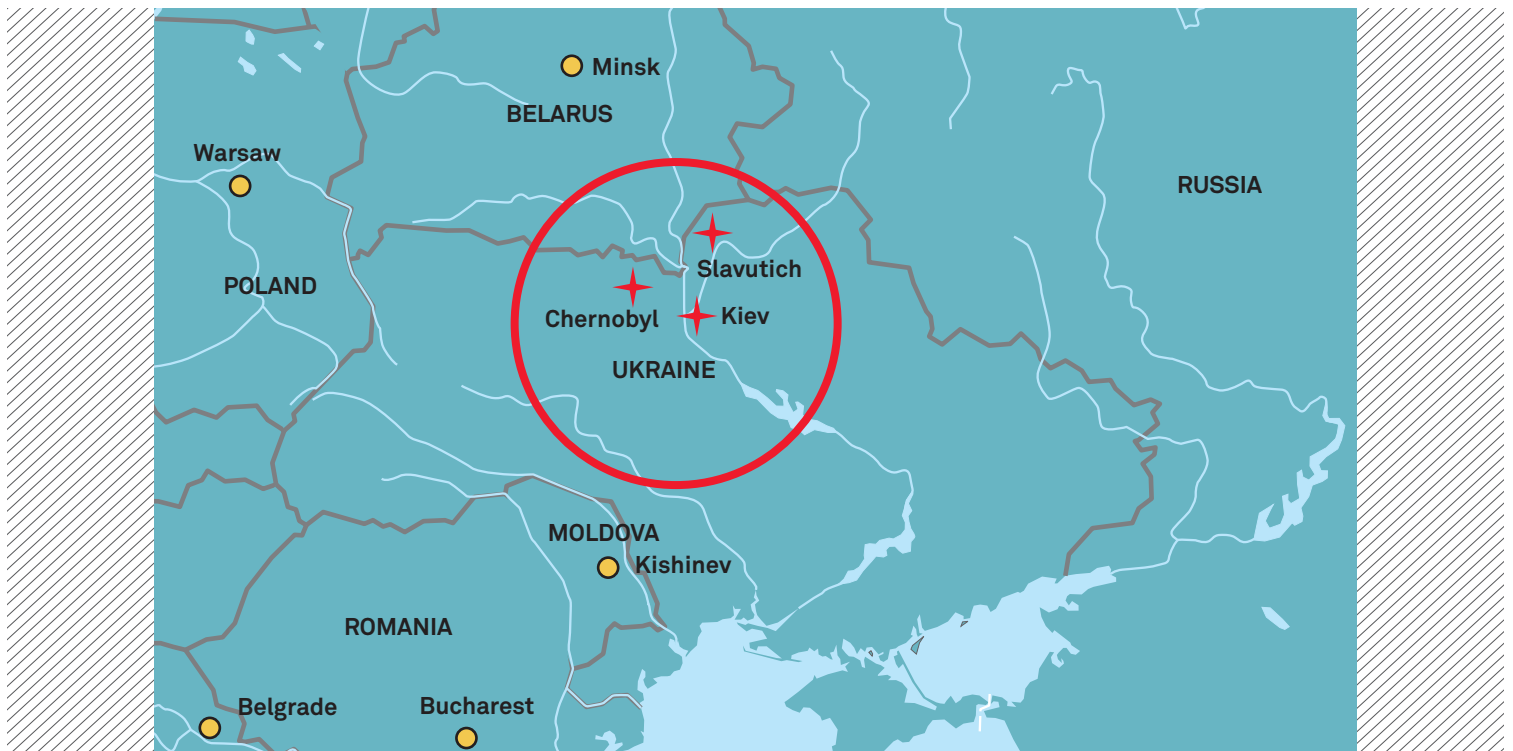 Minsk
BELARUS
Warsaw
RUSSIA
Slavutich
POLAND
Chernobyl
Kiev
UKRAINE
MOLDOVA
Kishinev
ROMANIA
Belgrade
Bucharest